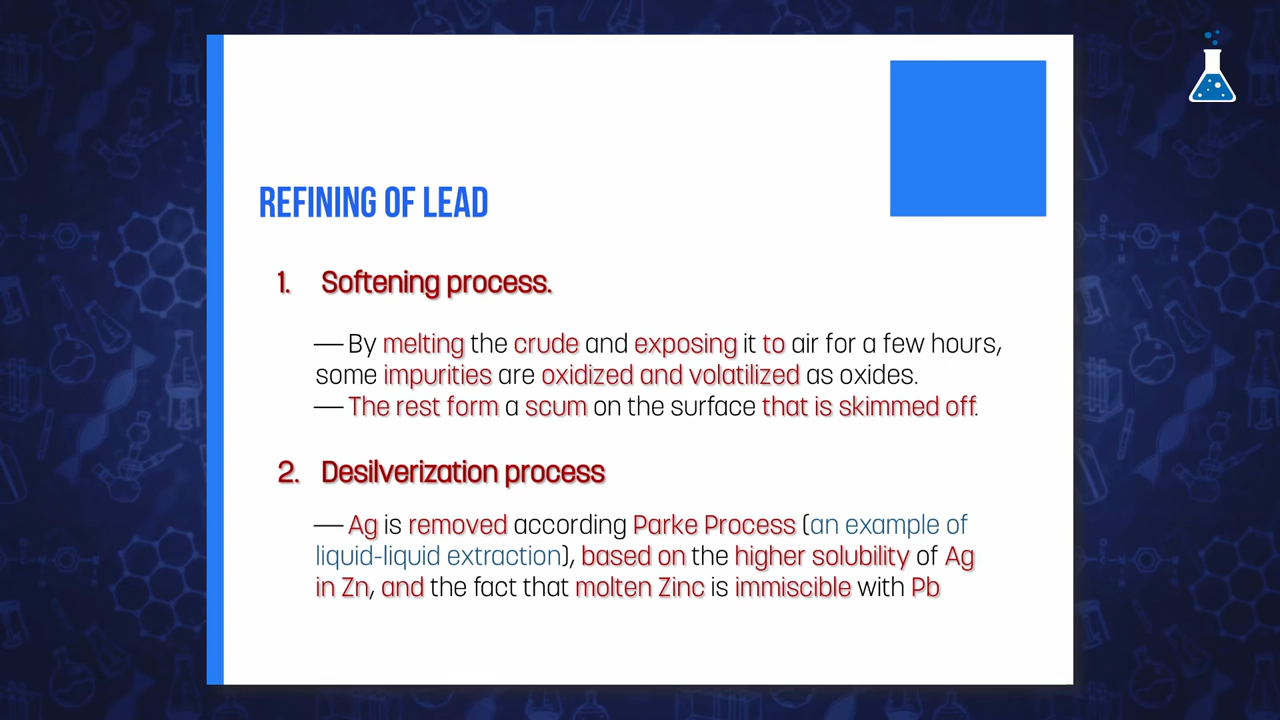 REFINING OF LEAD
1. Softening process.
— By melting the crude and exposing it to air for a few hours,
some impurities are oxidized and volatilized as oxides.
— The rest form a scum on the surface that is skimmed off.
2. Desilverization process
— Ag is removed according Parke Process (an example of
liquid-liquid extraction), based on the higher solubility of Ag
in Zn, and the fact that molten Zinc is immiscible with Pb